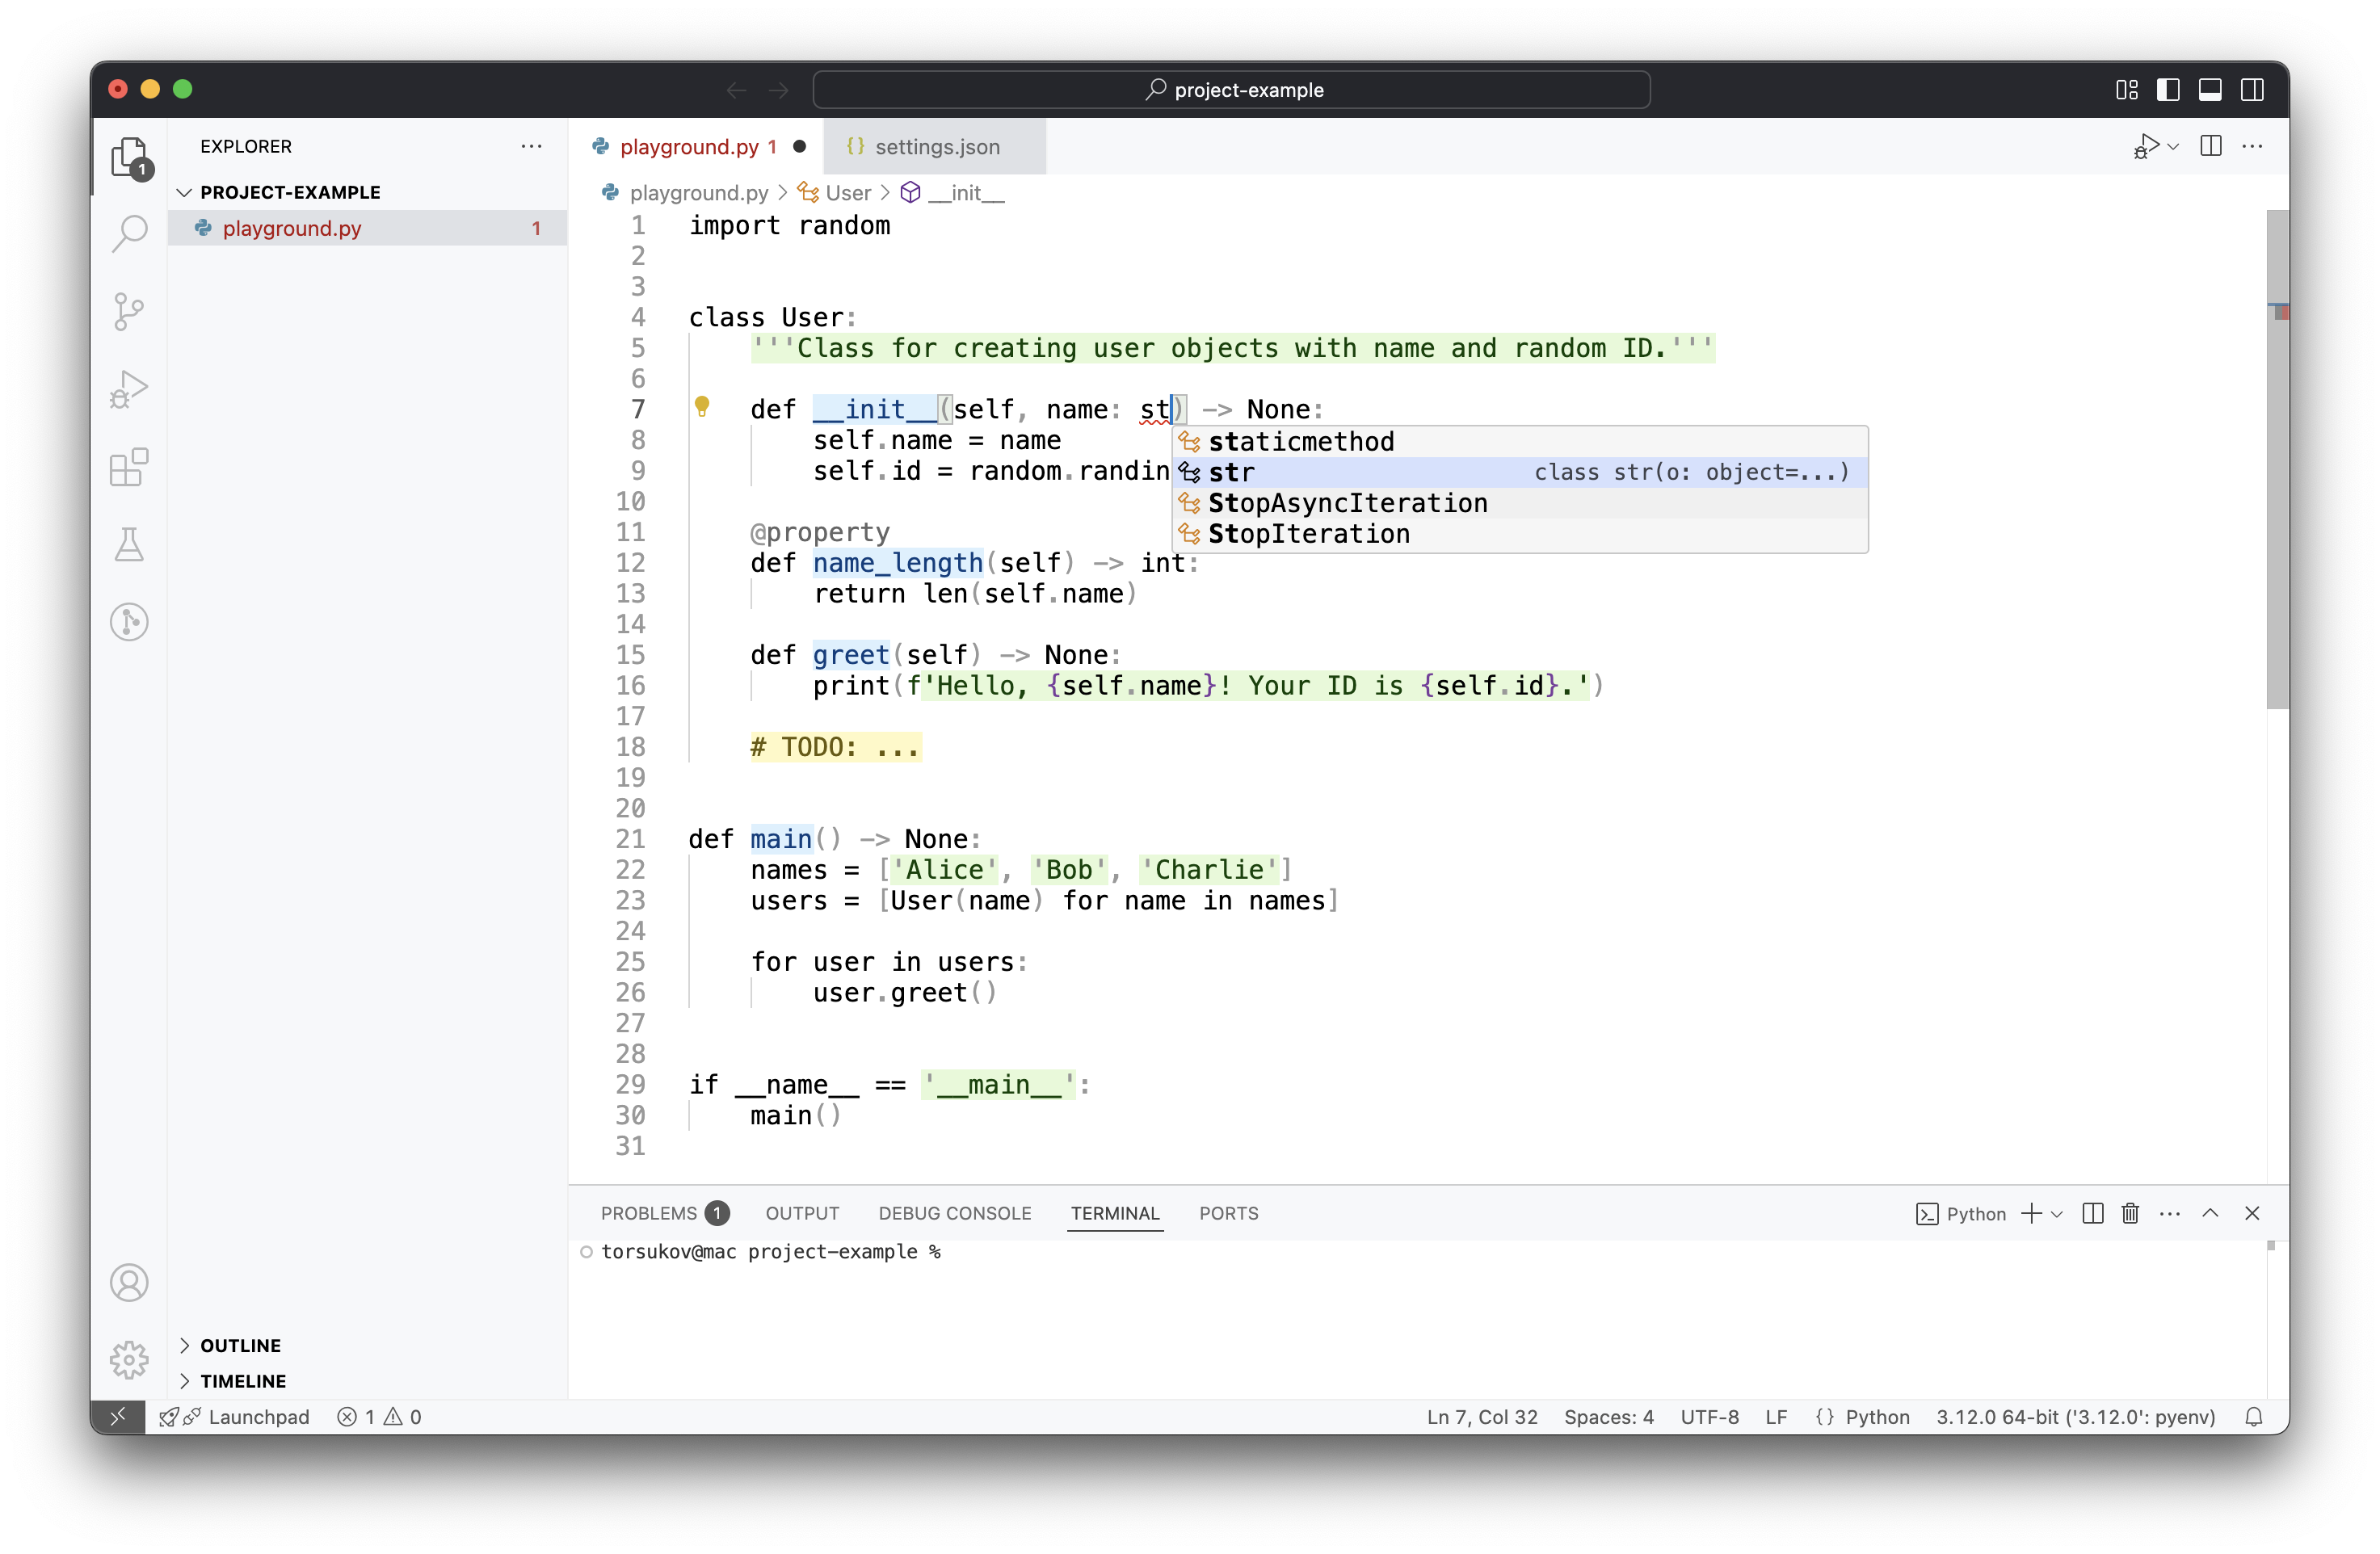 project-example
EXPLORER
PROJECT-EXAMPLE
playground.py 1
1
OUTLINE
TIMELINE
playground.py 1
settings.json
playground.py > User > __init__
1 import random
2
3
4 class User:
5 '''Class for creating user objects with name and random ID.'''
6
7 def __init__(self, name: st) -> None:
8 self.name = name
9 self.id = random.randin
staticmethod
str class str(o: object=...)
StopAsyncIteration
StopIteration
10
11 @property
12 def name_length(self) -> int:
13 return len(self.name)
14
15 def greet(self) -> None:
16 print(f'Hello, {self.name}! Your ID is {self.id}.')
17
18 # TODO: ...
19
20
21 def main() -> None:
22 names = ['Alice', 'Bob', 'Charlie']
23 users = [User(name) for name in names]
24
25 for user in users:
26 user.greet()
27
28
29 if __name__ == '__main__':
30 main()
31
PROBLEMS 1 OUTPUT DEBUG CONSOLE TERMINAL PORTS Python
torsukov@mac project-example %
Launchpad 1 0 Ln 7, Col 32 Spaces: 4 UTF-8 LF {} Python 3.12.0 64-bit ('3.12.0': pyenv)